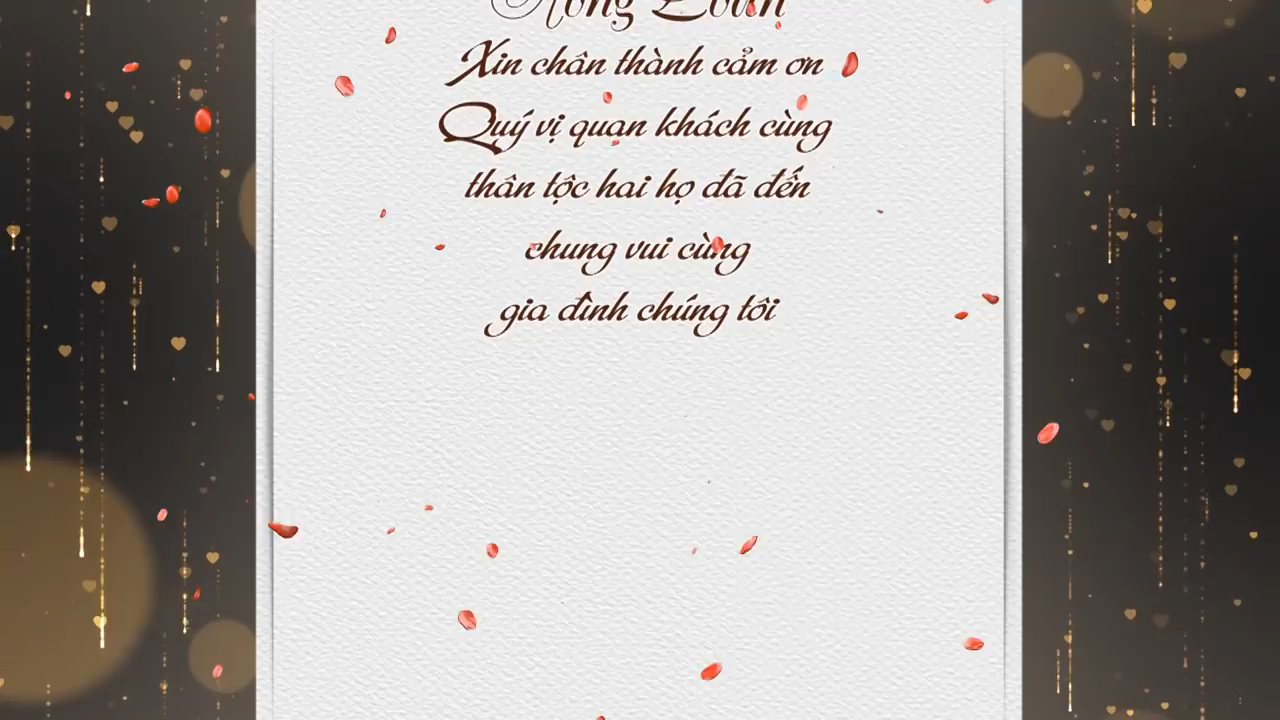 Xin chân thành cảm ơn
Quý vị quan khách cùng
thân tộc hai họ đã đến
chung vui cùng
gia đình chúng tôi